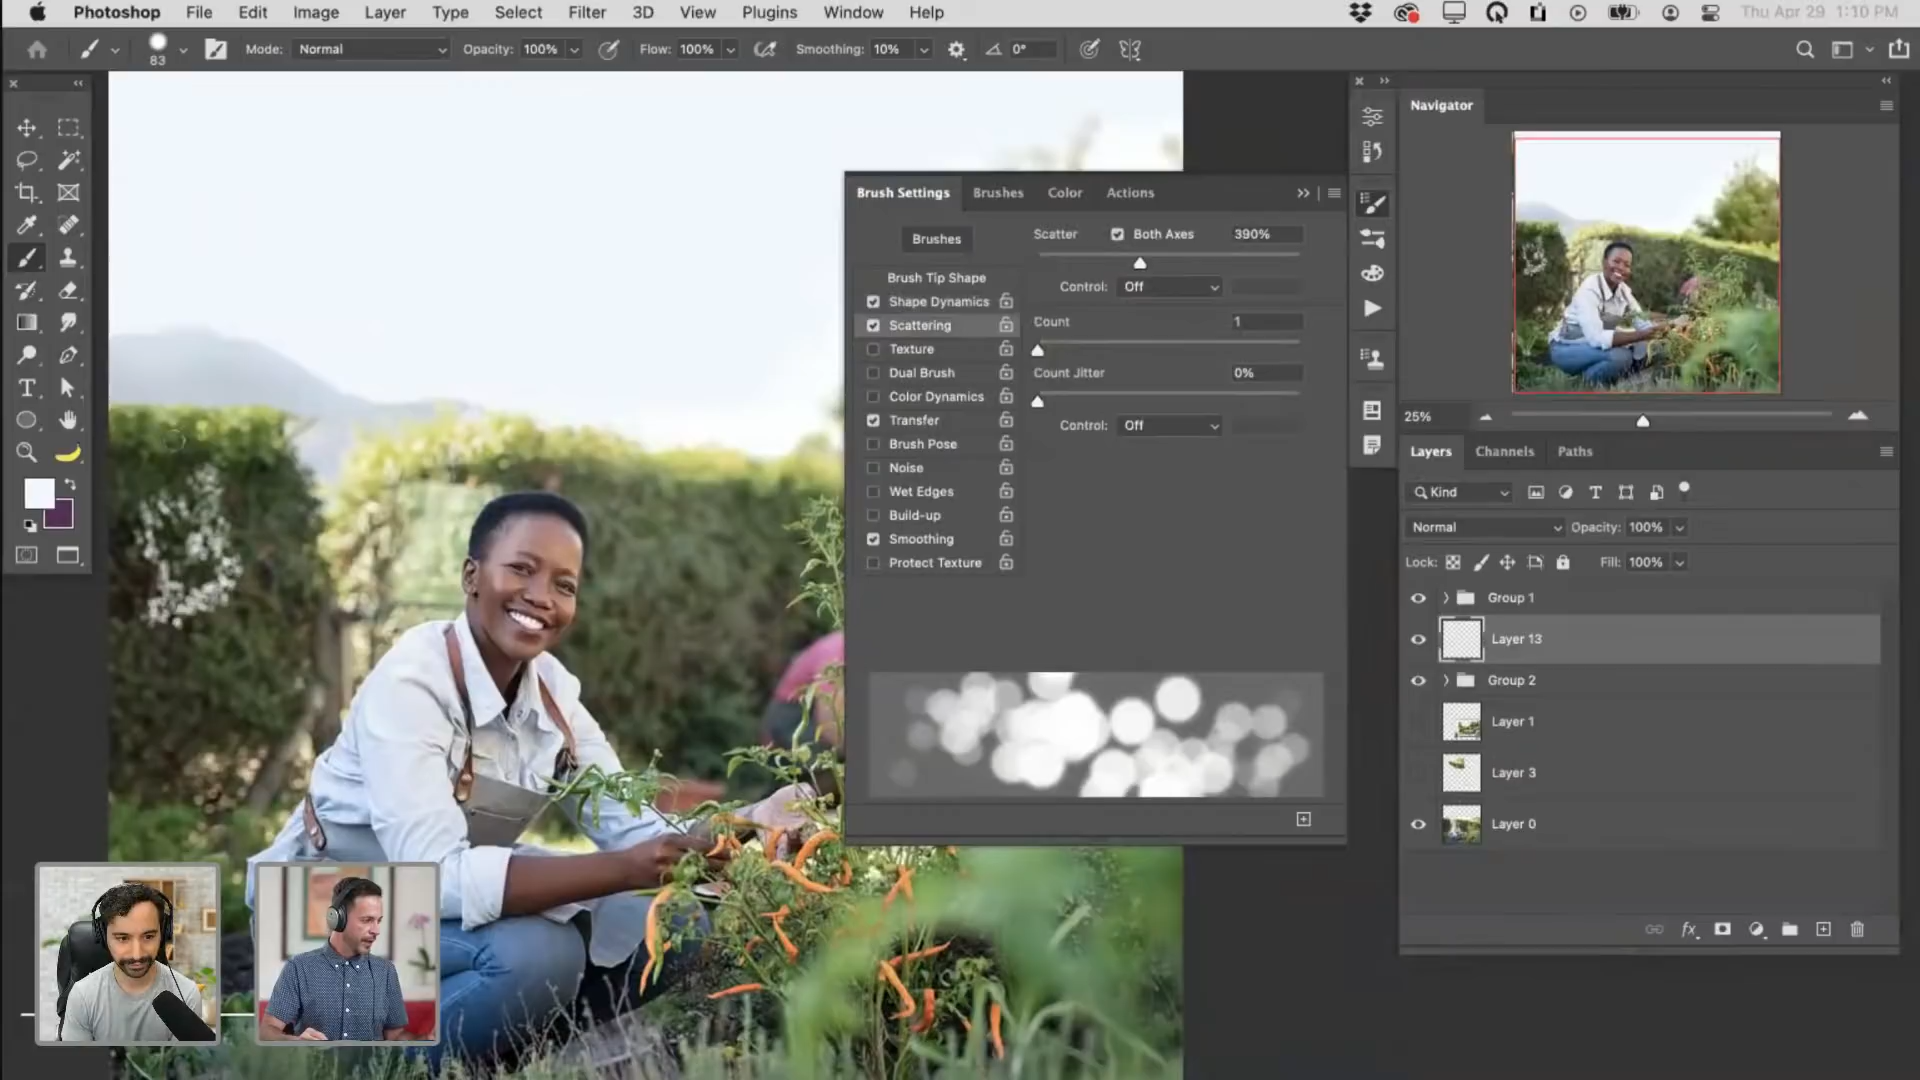 Photoshop File Edit Image Layer Type Select Filter 3D View Plugins Window Help Thu Apr 29 1:10 PM
83 Mode: Normal Opacity: 100% Flow: 100% Smoothing: 10% 0°
Navigator
25%
Brush Settings Brushes Color Actions
Brushes
Brush Tip Shape
Shape Dynamics
Scattering
Texture
Dual Brush
Color Dynamics
Transfer
Brush Pose
Noise
Wet Edges
Build-up
Smoothing
Protect Texture
Scatter Both Axes 390%
Control: Off
Count 1
Count Jitter 0%
Control: Off
Layers Channels Paths
Kind
Normal Opacity: 100%
Lock: Fill: 100%
Group 1
Layer 13
Group 2
Layer 1
Layer 3
Layer 0